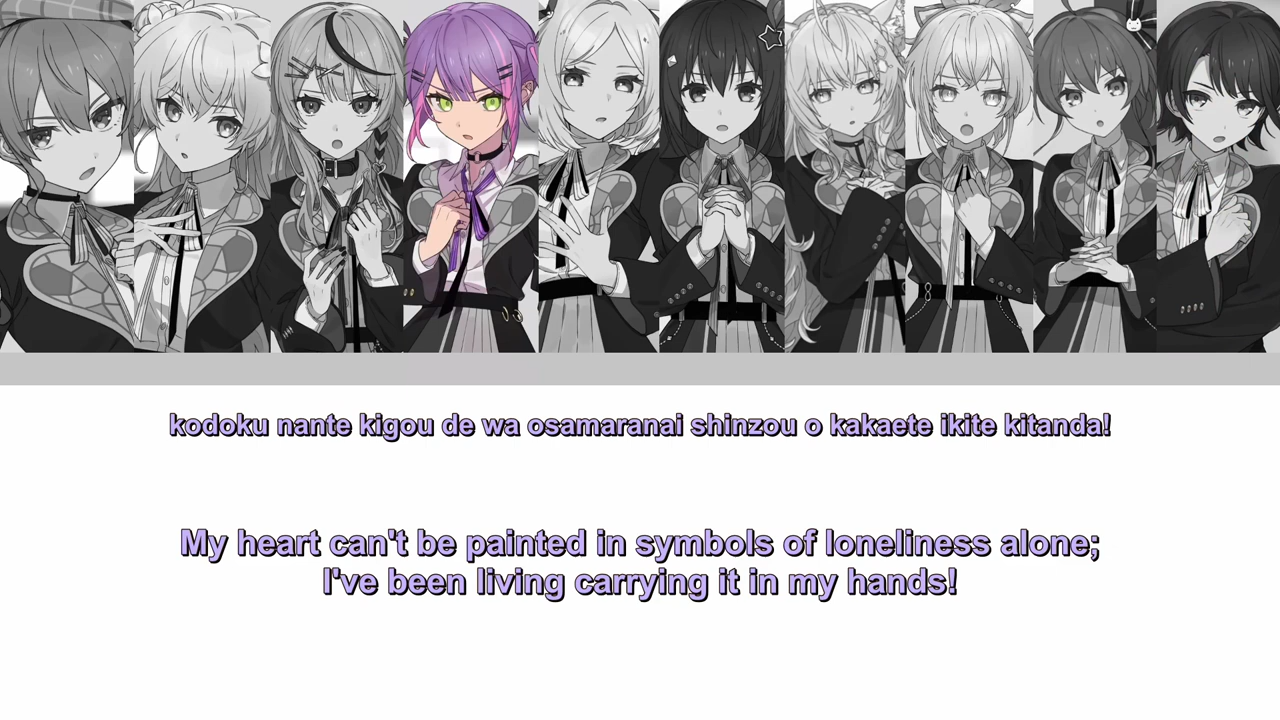 kodoku nante kigou de wa osamaranai shinzou o kakaete ikite kitanda!
My heart can't be painted in symbols of loneliness alone;
I've been living carrying it in my hands!